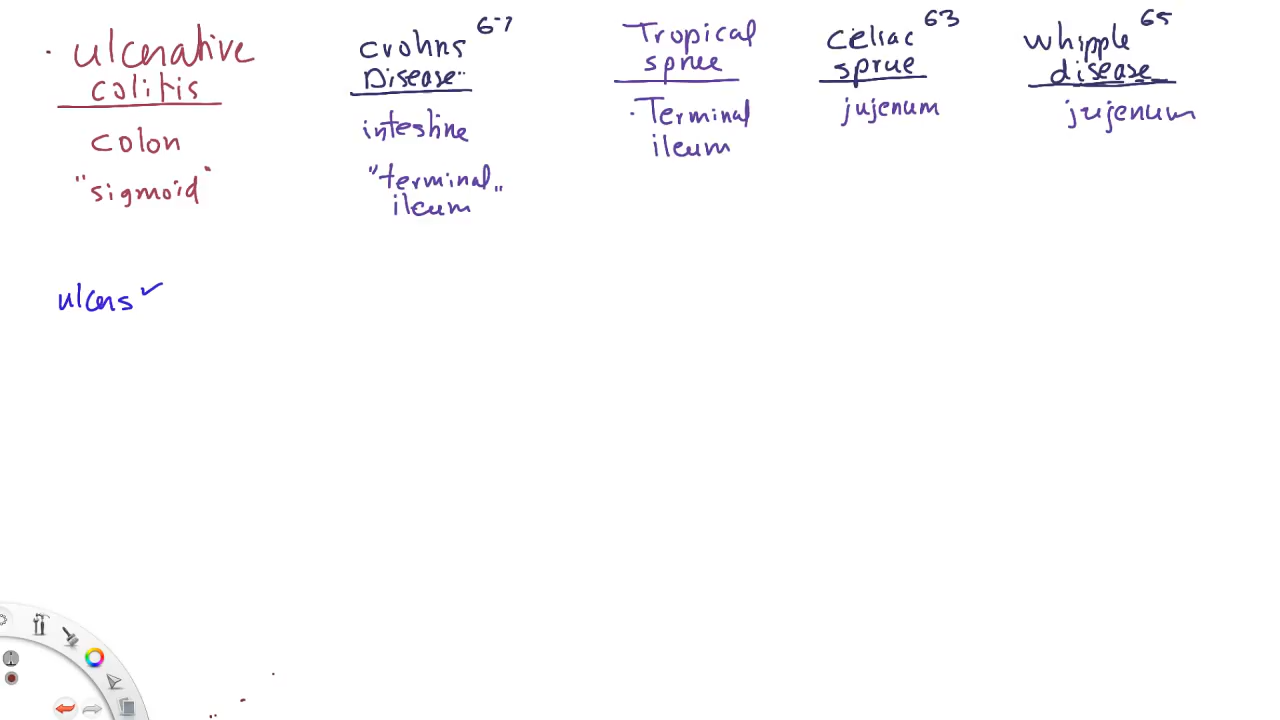 · ulcerative
colitis
colon
"sigmoid"
ulcers ✓
crohns 6-7
Disease
intestine
"terminal"
ileum
Tropical
sprue
· Terminal
ileum
celiac 63
sprue
jujenum
whipple 65
disease
jujenum